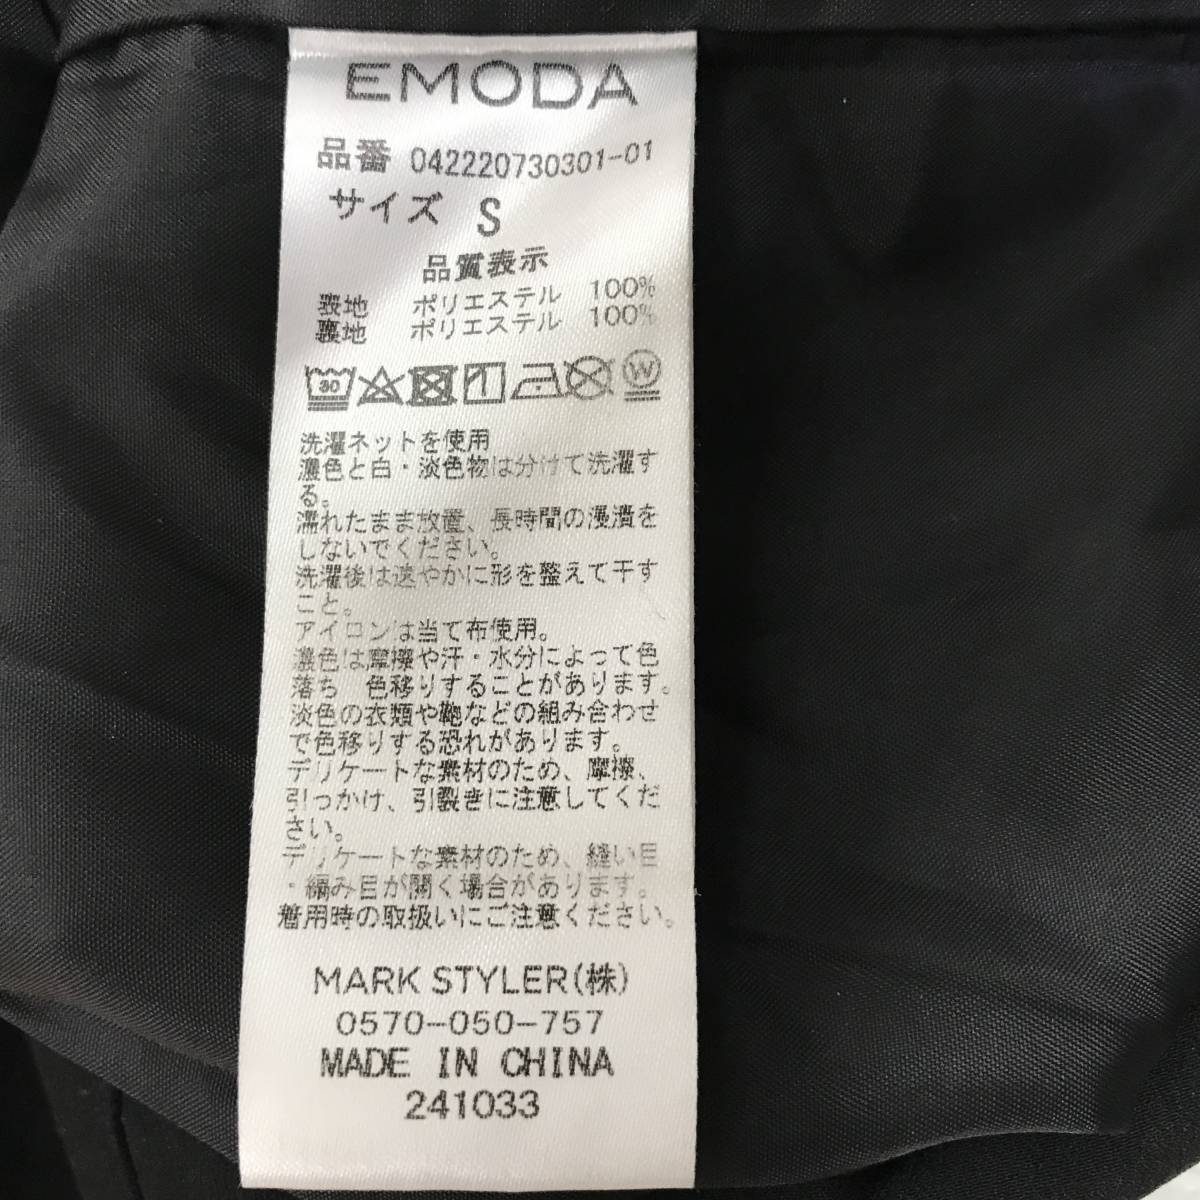 EMODA
品番 042220730301-01
サイズ S
品質表示
表地 ポリエステル 100%
裏地 ポリエステル 100%
30 W
洗濯ネットを使用
濃色と白・淡色物は分けて洗濯す
る。
濡れたまま放置、長時間の浸漬を
しないでください。
洗濯後は速やかに形を整えて干す
こと。
アイロンは当て布使用。
濃色は摩擦や汗・水分によって色
落ち 色移りすることがあります。
淡色の衣類や鞄などの組み合わせ
で色移りする恐れがあります。
デリケートな素材のため、摩擦、
引っかけ、引裂きに注意してくだ
さい。
デリケートな素材のため、縫い目
・編み目が開く場合があります。
着用時の取扱いにご注意ください。
MARK STYLER(株)
0570-050-757
MADE IN CHINA
241033